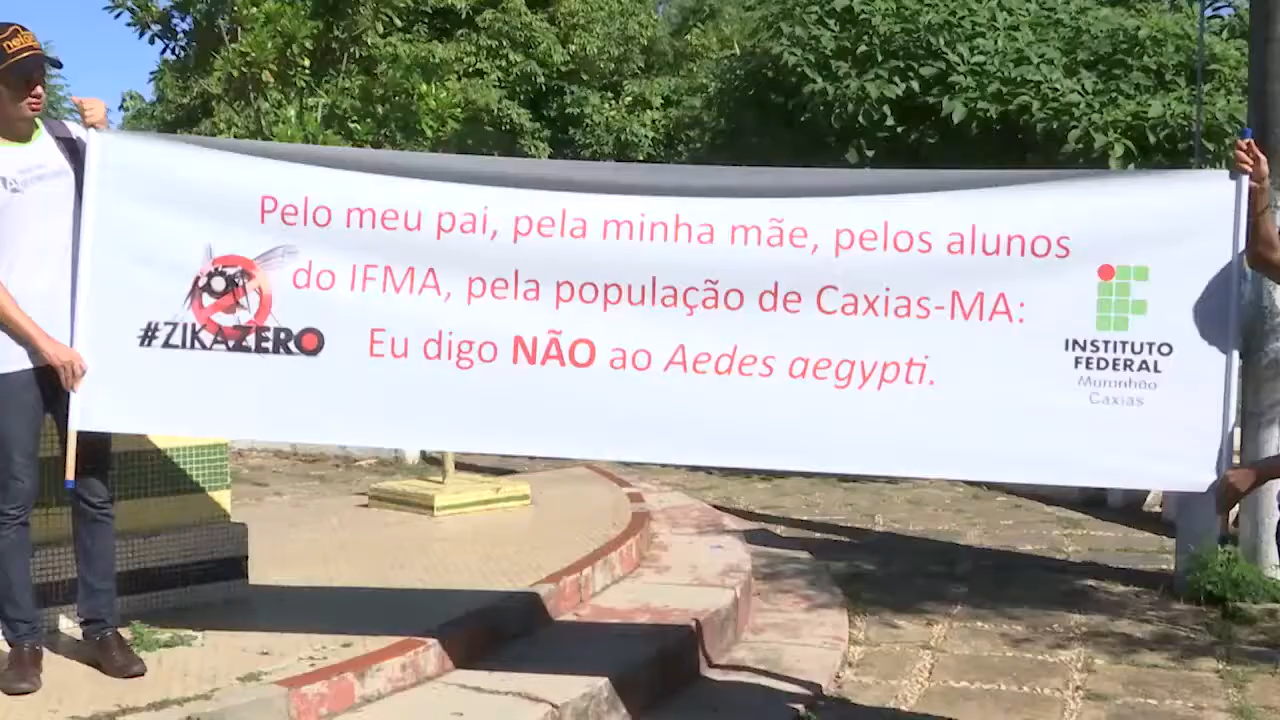 Pelo meu pai, pela minha mãe, pelos alunos
do IFMA, pela população de Caxias-MA:
Eu digo NÃO ao Aedes aegypti.
#ZIKAZERO
INSTITUTO
FEDERAL
Maranhão
Caxias